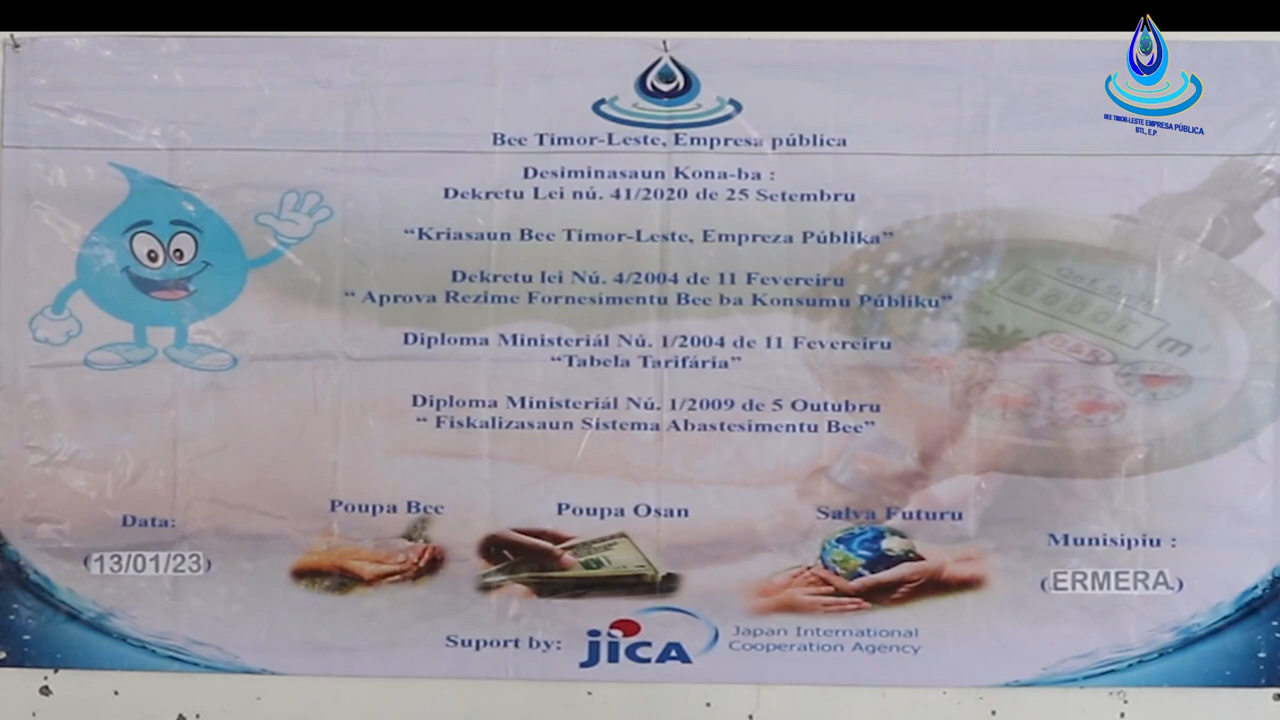 BEE TIMOR-LESTE EMPRESA PÚBLICA
BTL, E.P
Bee Timor-Leste, Empresa pública
Desiminasaun Kona-ba :
Dekretu Lei nú. 41/2020 de 25 Setembru
“Kriasaun Bee Timor-Leste, Empreza Públika”
Dekretu lei Nú. 4/2004 de 11 Fevereiru
“ Aprova Rezime Fornesimentu Bee ba Konsumu Públiku”
Diploma Ministeriál Nú. 1/2004 de 11 Fevereiru
“Tabela Tarifária”
Diploma Ministeriál Nú. 1/2009 de 5 Outubru
“ Fiskalizasaun Sistema Abastesimentu Bee”
Poupa Bee
Poupa Osan
Salva Futuru
Data:
(13/01/23)
Munisipiu :
(ERMERA.)
Suport by:
JICA
Japan International
Cooperation Agency
m